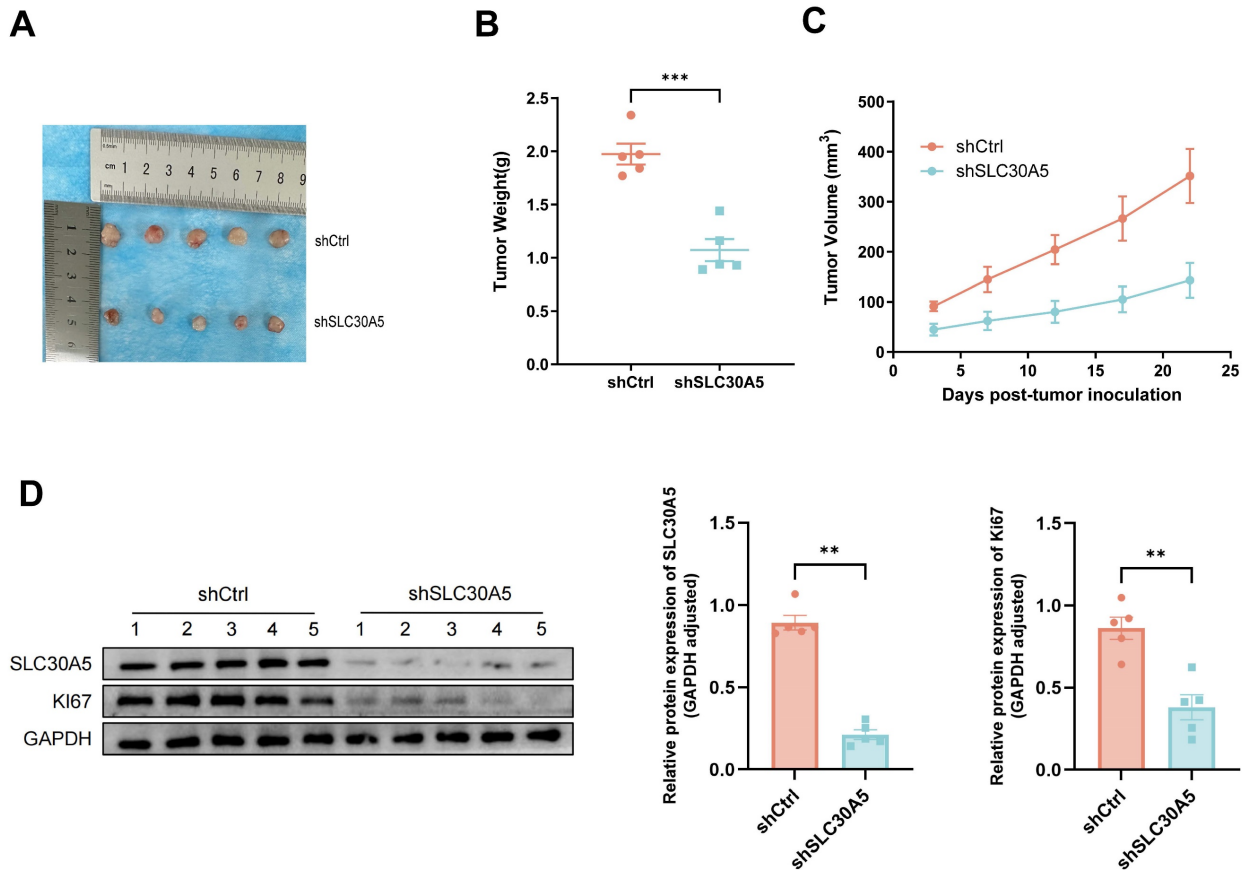 A
B
C
0.5mm
cm 1 2 3 4 5 6 7 8 9
mm
1
2
3
4
5
6
shCtrl
shSLC30A5
***
Tumor Weight(g)
2.5
2.0
1.5
1.0
0.5
0.0
shCtrl
shSLC30A5
Tumor Volume (mm³)
500
400
300
200
100
0
shCtrl
shSLC30A5
0 5 10 15 20 25
Days post-tumor inoculation
D
shCtrl
shSLC30A5
1 2 3 4 5 1 2 3 4 5
SLC30A5
KI67
GAPDH
Relative protein expression of SLC30A5
(GAPDH adjusted)
1.5
1.0
0.5
0.0
**
shCtrl
shSLC30A5
Relative protein expression of Ki67
(GAPDH adjusted)
1.5
1.0
0.5
0.0
**
shCtrl
shSLC30A5